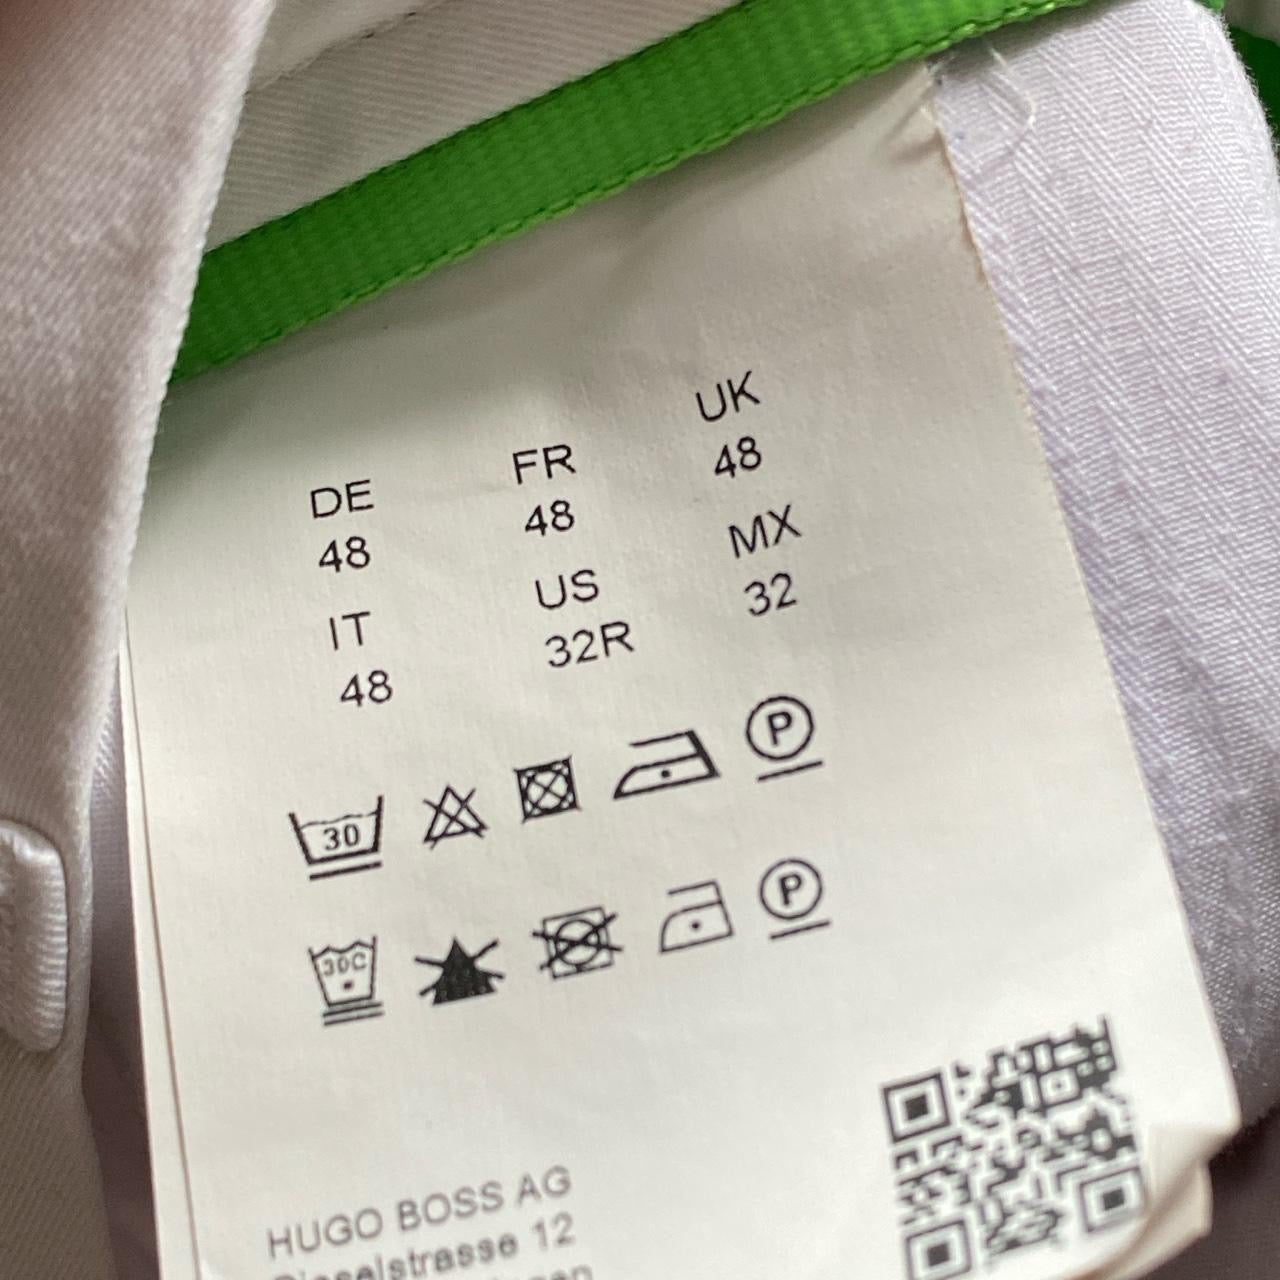 DE FR UK
48 48 48
IT US MX
48 32R 32
30 P
30C P
HUGO BOSS AG
Dieselstrasse 12